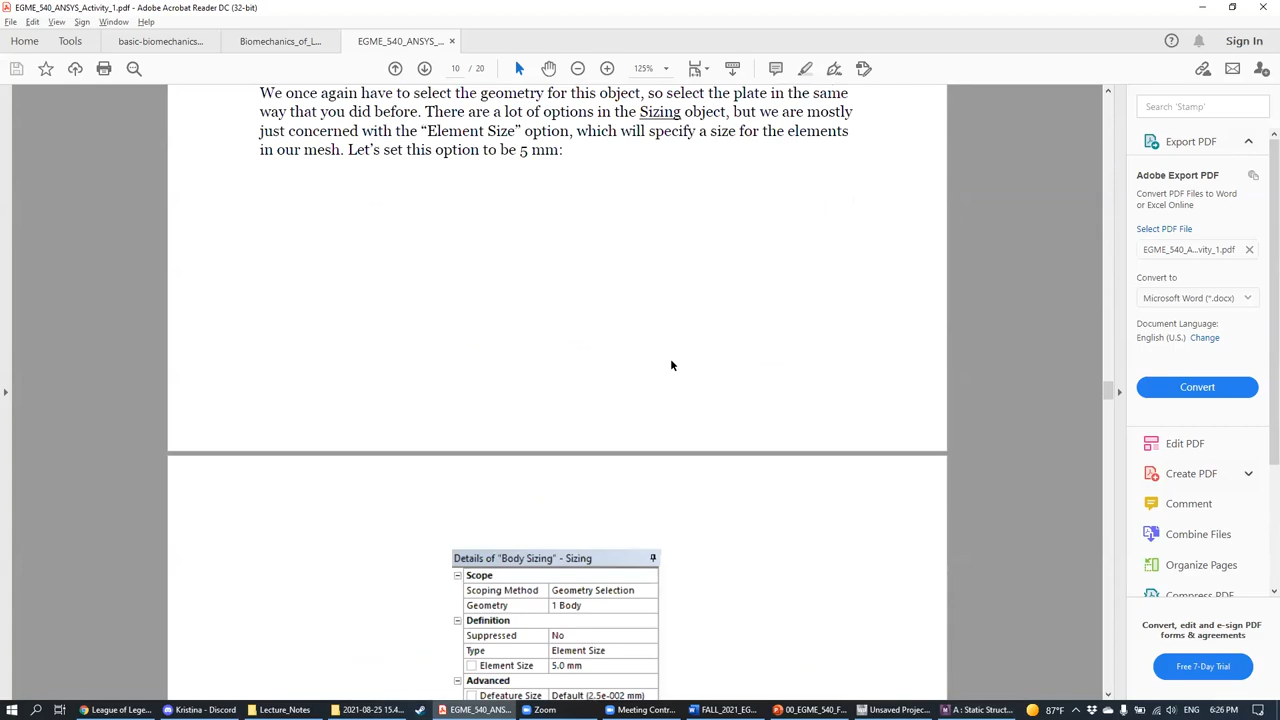 EGME_540_ANSYS_Activity_1.pdf - Adobe Acrobat Reader DC (32-bit)
File Edit View Sign Window Help
Home Tools basic-biomechanics... Biomechanics_of_L... EGME_540_ANSYS_... Sign In
10 / 20 125%
We once again have to select the geometry for this object, so select the plate in the same
way that you did before. There are a lot of options in the Sizing object, but we are mostly
just concerned with the “Element Size” option, which will specify a size for the elements
in our mesh. Let’s set this option to be 5 mm:
Details of "Body Sizing" - Sizing
Scope
Scoping Method Geometry Selection
Geometry 1 Body
Definition
Suppressed No
Type Element Size
Element Size 5.0 mm
Advanced
Defeature Size Default (2.5e-002 mm)
Search 'Stamp'
Export PDF
Adobe Export PDF
Convert PDF Files to Word
or Excel Online
Select PDF File
EGME_540_A...vity_1.pdf
Convert to
Microsoft Word (*.docx)
Document Language:
English (U.S.) Change
Convert
Edit PDF
Create PDF
Comment
Combine Files
Organize Pages
Compress PDF
Convert, edit and e-sign PDF
forms & agreements
Free 7-Day Trial
League of Lege... Kristina - Discord Lecture_Notes 2021-08-25 15.4... EGME_540_ANS... Zoom Meeting Contr... FALL_2021_EG... 00_EGME_540_F... Unsaved Projec... A : Static Struct... 87°F 6:26 PM